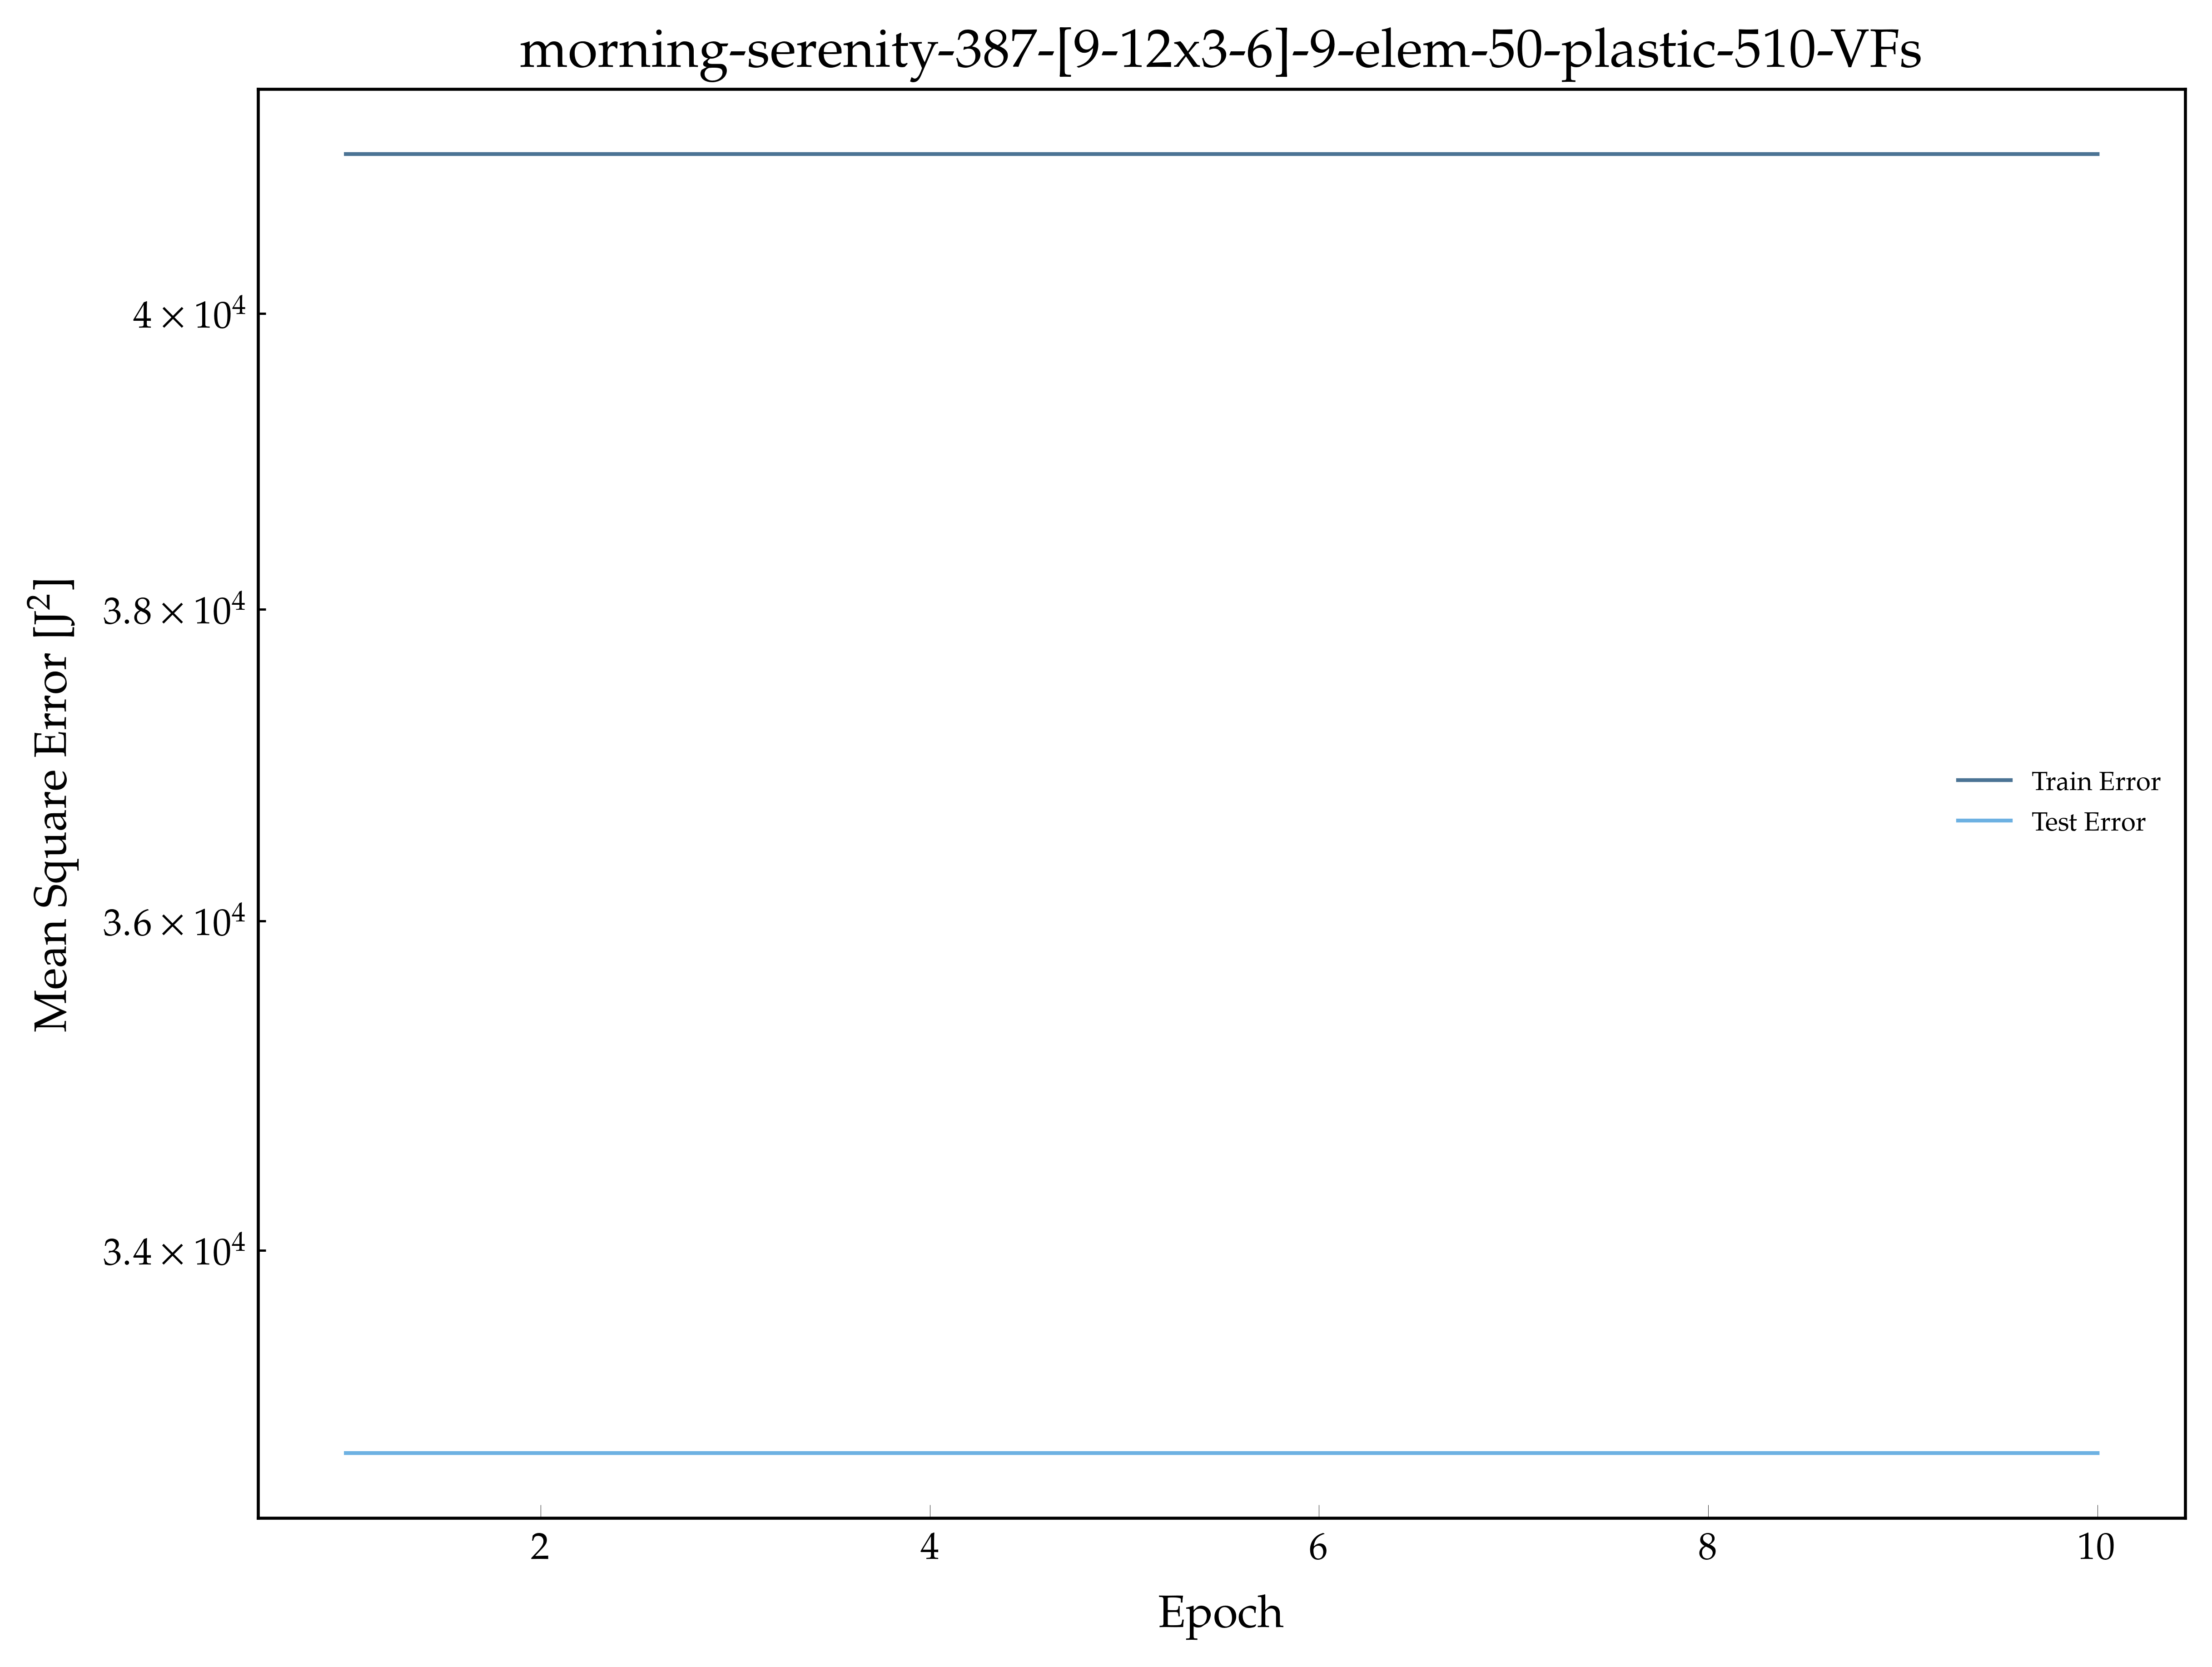 morning-serenity-387-[9-12x3-6]-9-elem-50-plastic-510-VFs
Mean Square Error [J²]
4×10⁴
3.8×10⁴
3.6×10⁴
3.4×10⁴
Train Error
Test Error
2 4 6 8 10
Epoch